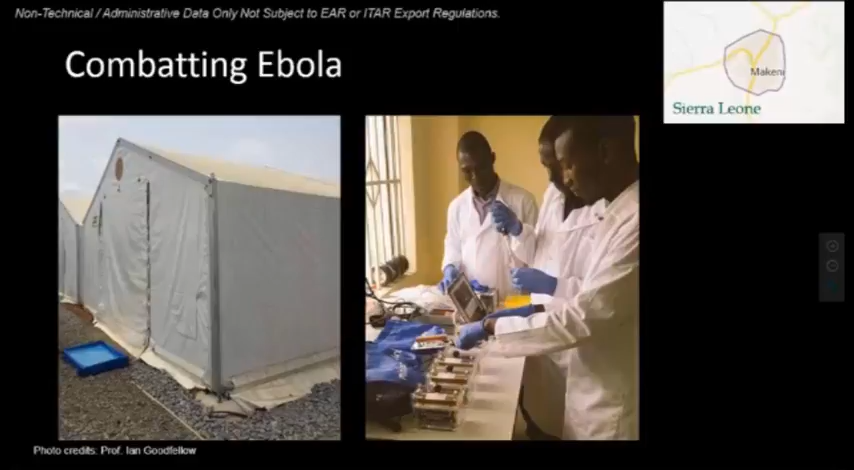 Non-Technical / Administrative Data Only Not Subject to EAR or ITAR Export Regulations.
Combatting Ebola
Makeni
Sierra Leone
Photo credits: Prof. Ian Goodfellow